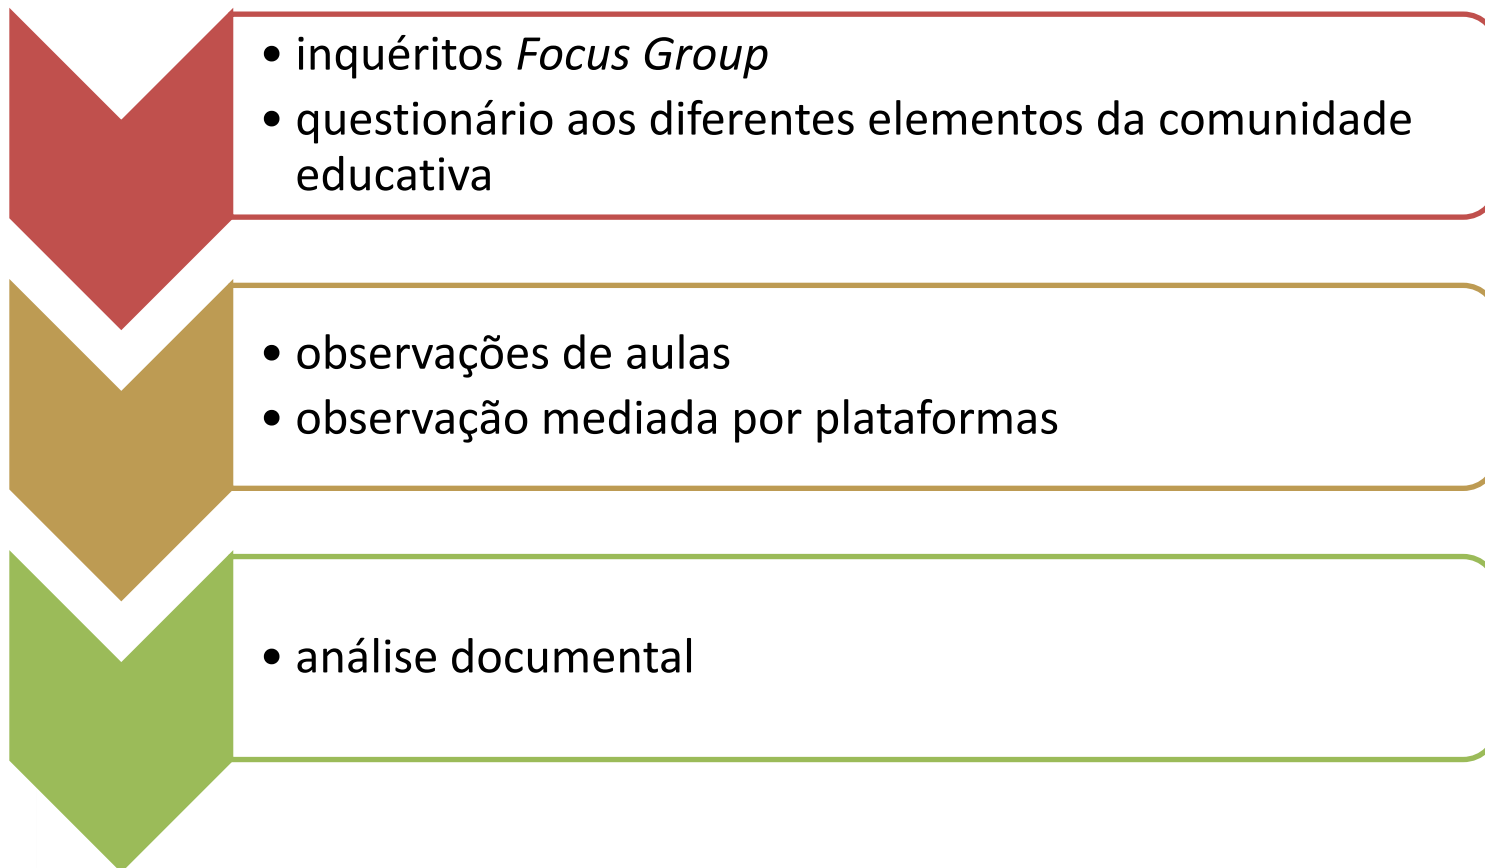 • inquéritos Focus Group
• questionário aos diferentes elementos da comunidade
educativa
• observações de aulas
• observação mediada por plataformas
• análise documental